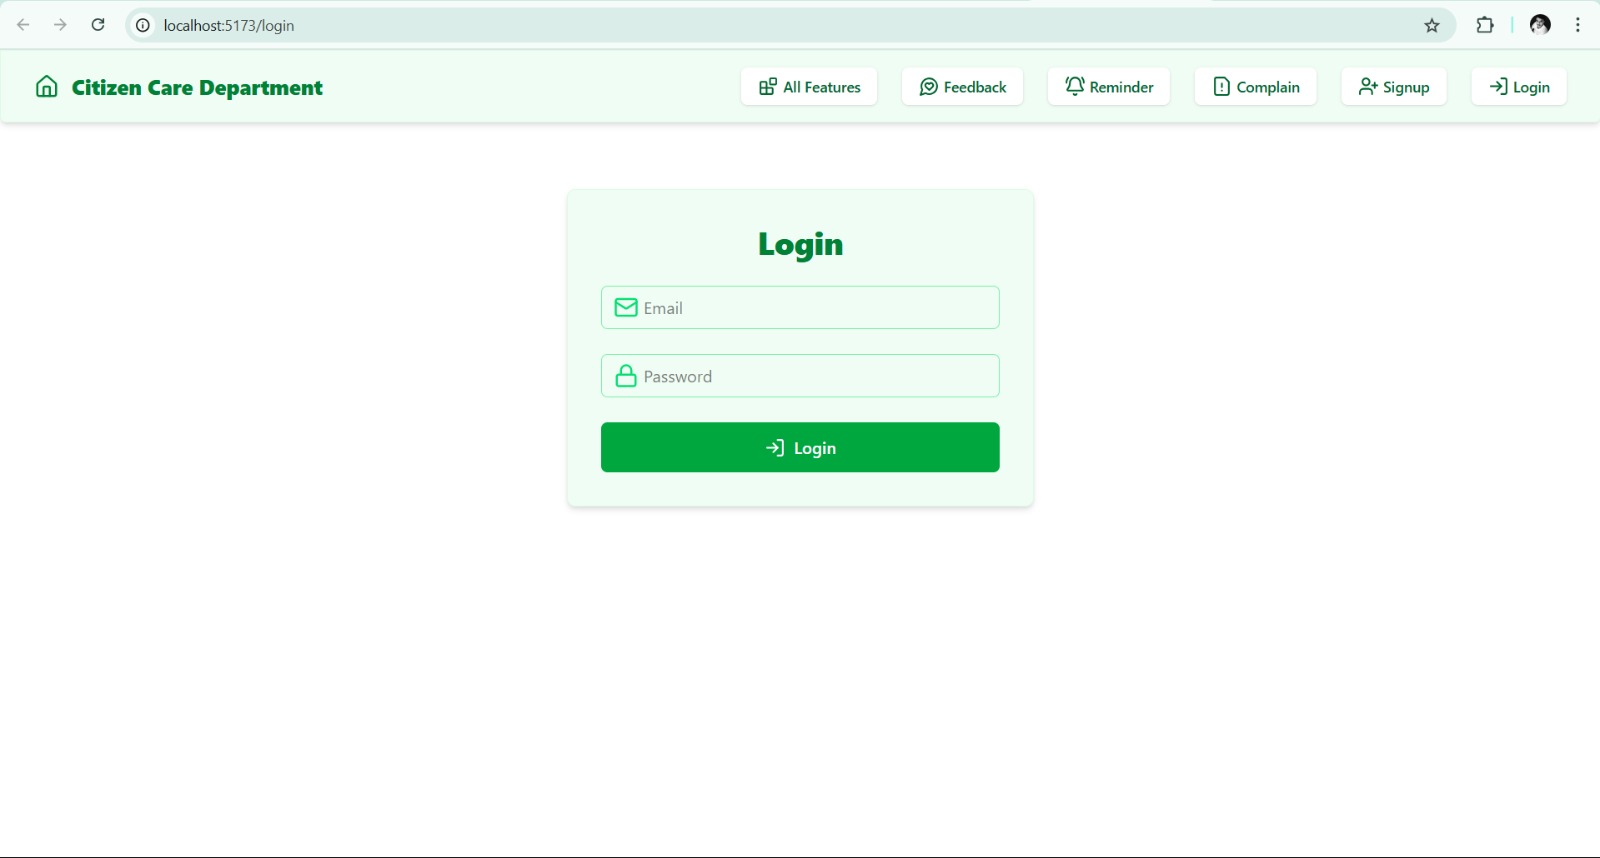 localhost:5173/login
Citizen Care Department
All Features
Feedback
Reminder
Complain
Signup
Login
Login
Email
Password
Login